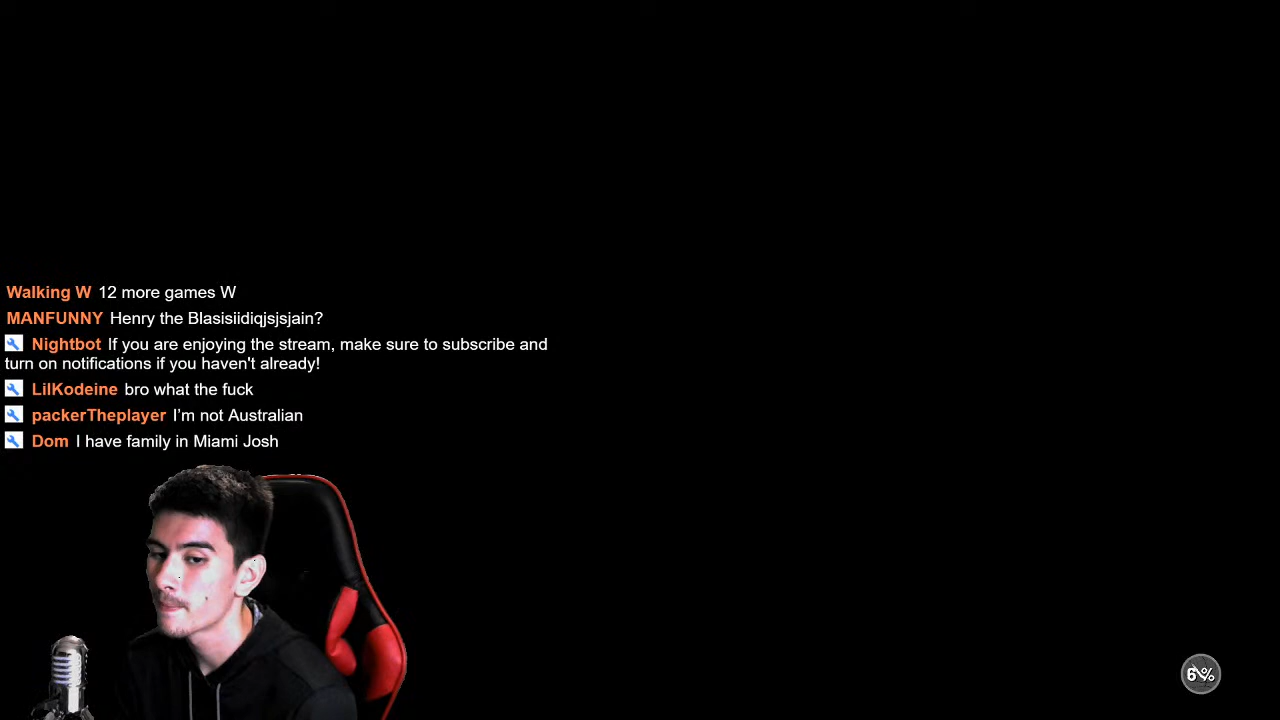 Walking W 12 more games W
MANFUNNY Henry the Blasisiidiqjsjsjain?
Nightbot If you are enjoying the stream, make sure to subscribe and
turn on notifications if you haven't already!
LilKodeine bro what the fuck
packerTheplayer I'm not Australian
Dom I have family in Miami Josh